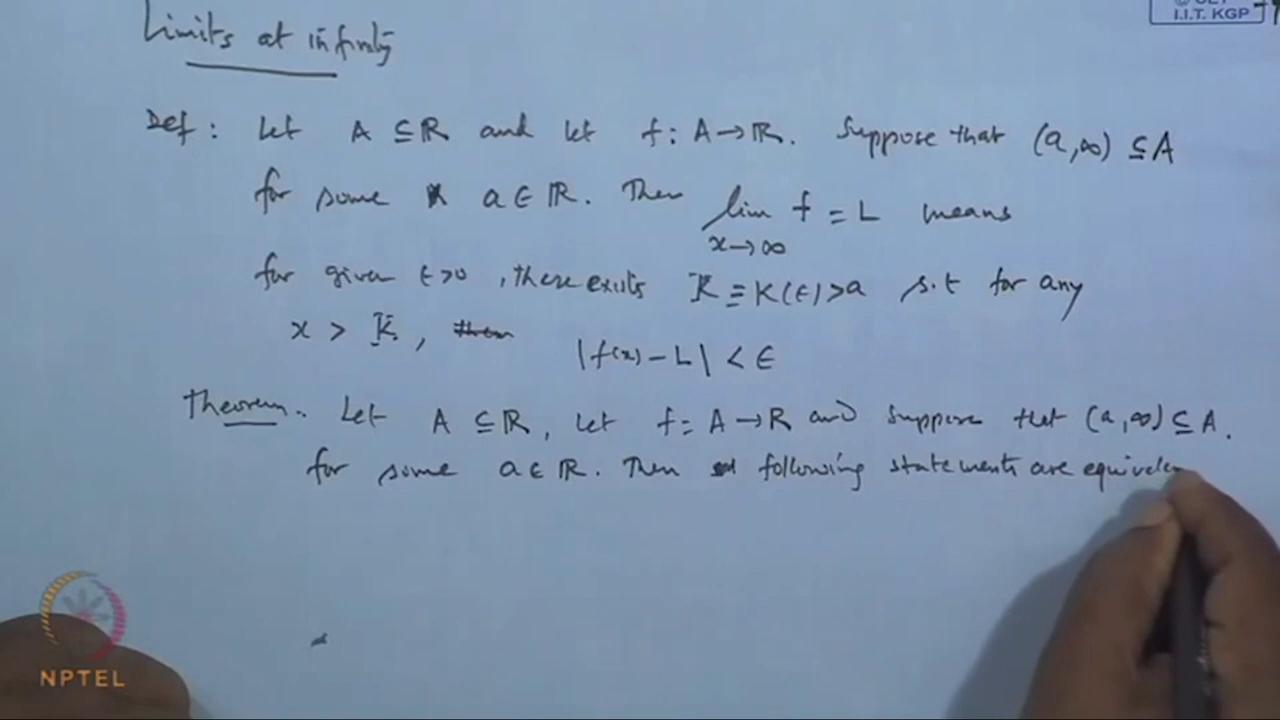 I.I.T. KGP
Limits at infinity
Def : Let A ⊆ ℝ and let f : A → ℝ. Suppose that (a, ∞) ⊆ A
for some a ∈ ℝ. Then lim f = L means
x → ∞
for given ϵ > 0, there exists K ≡ K(ϵ) > a s.t for any
x > K, then
|f(x) - L| < ϵ
Theorem. Let A ⊆ ℝ, let f : A → ℝ and suppose that (a, ∞) ⊆ A.
for some a ∈ ℝ. Then following statements are equivalen
NPTEL